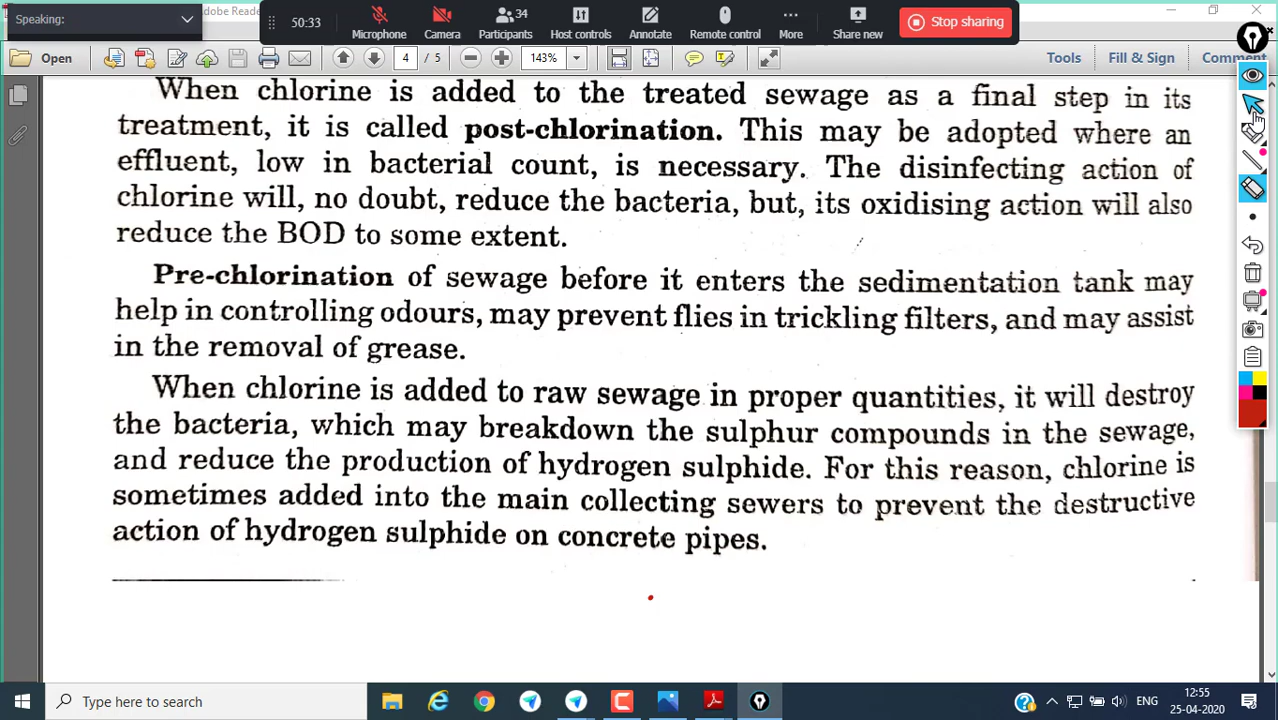 Speaking:
be Reade
50:33
34
Microphone
Camera
Participants
Host controls
Annotate
Remote control
More
Share new
Stop sharing
Open
4
/ 5
143%
Tools
Fill & Sign
Comment
When chlorine is added to the treated sewage as a final step in its
treatment, it is called post-chlorination. This may be adopted where an
effluent, low in bacterial count, is necessary. The disinfecting action of
chlorine will, no doubt, reduce the bacteria, but, its oxidising action will also
reduce the BOD to some extent.
Pre-chlorination of sewage before it enters the sedimentation tank may
help in controlling odours, may prevent flies in trickling filters, and may assist
in the removal of grease.
When chlorine is added to raw sewage in proper quantities, it will destroy
the bacteria, which may breakdown the sulphur compounds in the sewage,
and reduce the production of hydrogen sulphide. For this reason, chlorine is
sometimes added into the main collecting sewers to prevent the destructive
action of hydrogen sulphide on concrete pipes.
Type here to search
ENG
12:55
25-04-2020